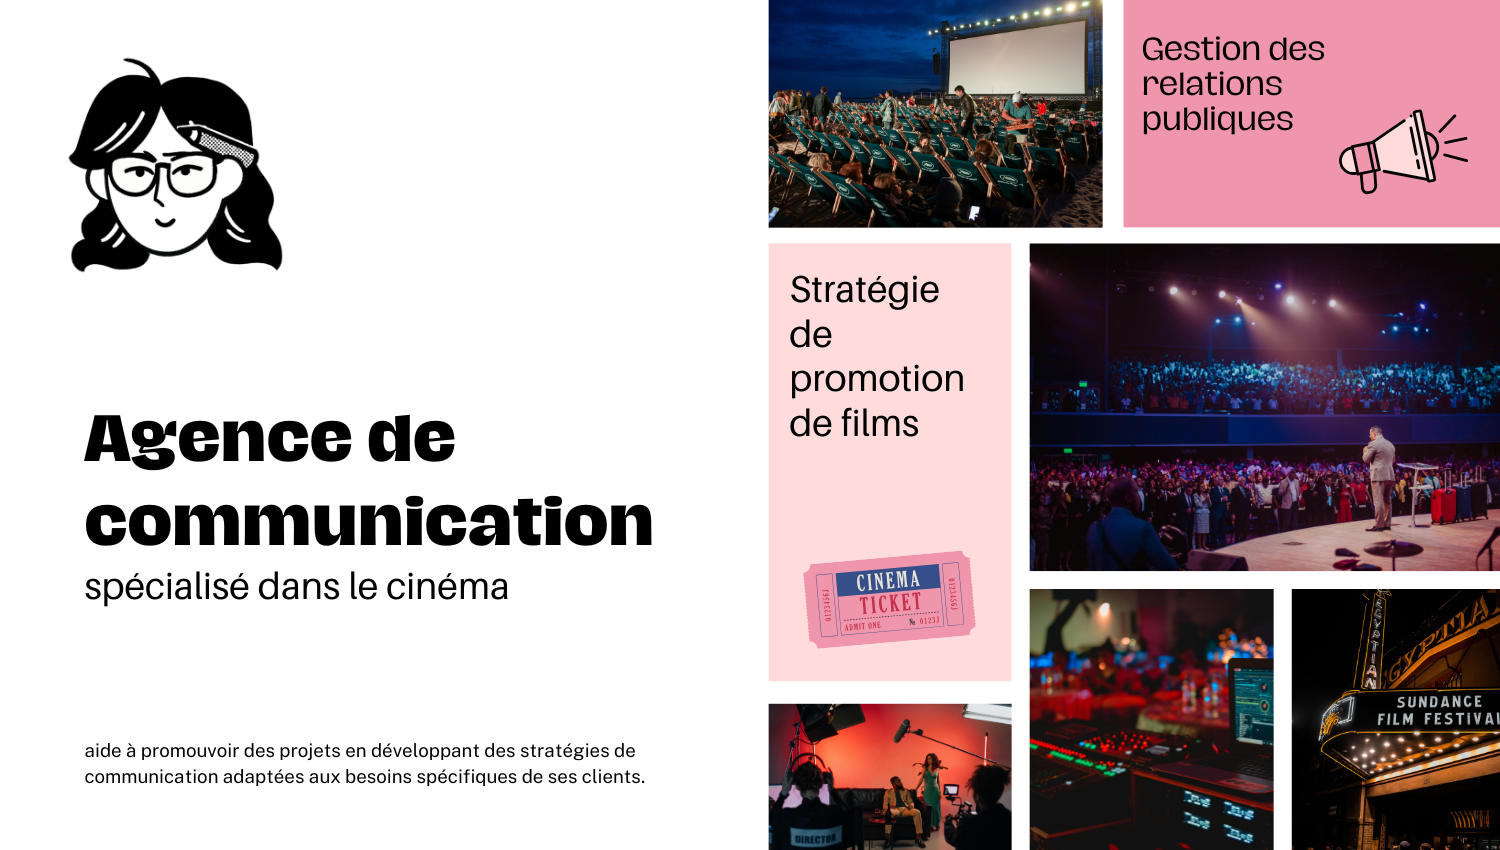 Agence de
communication
spécialisé dans le cinéma
aide à promouvoir des projets en développant des stratégies de
communication adaptées aux besoins spécifiques de ses clients.
Gestion des
relations
publiques
Stratégie
de
promotion
de films
CINEMA
TICKET
ADMIT ONE
№ 01233
DIRECTOR
EGYPTIAN
GYPTIA
SUNDANCE
FILM FESTIVAL